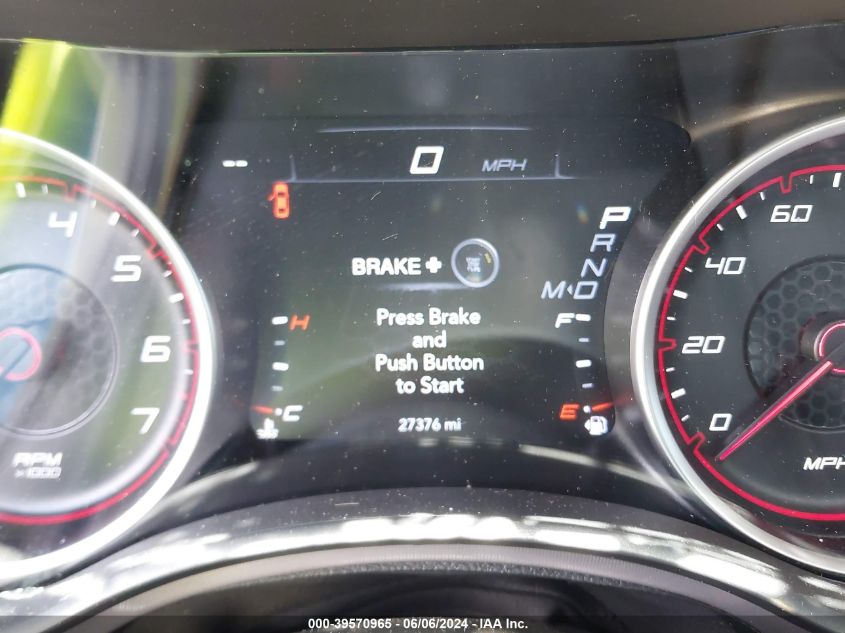 0 MPH
--
P
R
N
M D
BRAKE +
Press Brake
and
Push Button
to Start
H
C
F
E
27376 mi
4
5
6
7
RPM
x1000
60
40
20
0
MPH
000-39570965 / 06/06/2024 - IAA Inc.